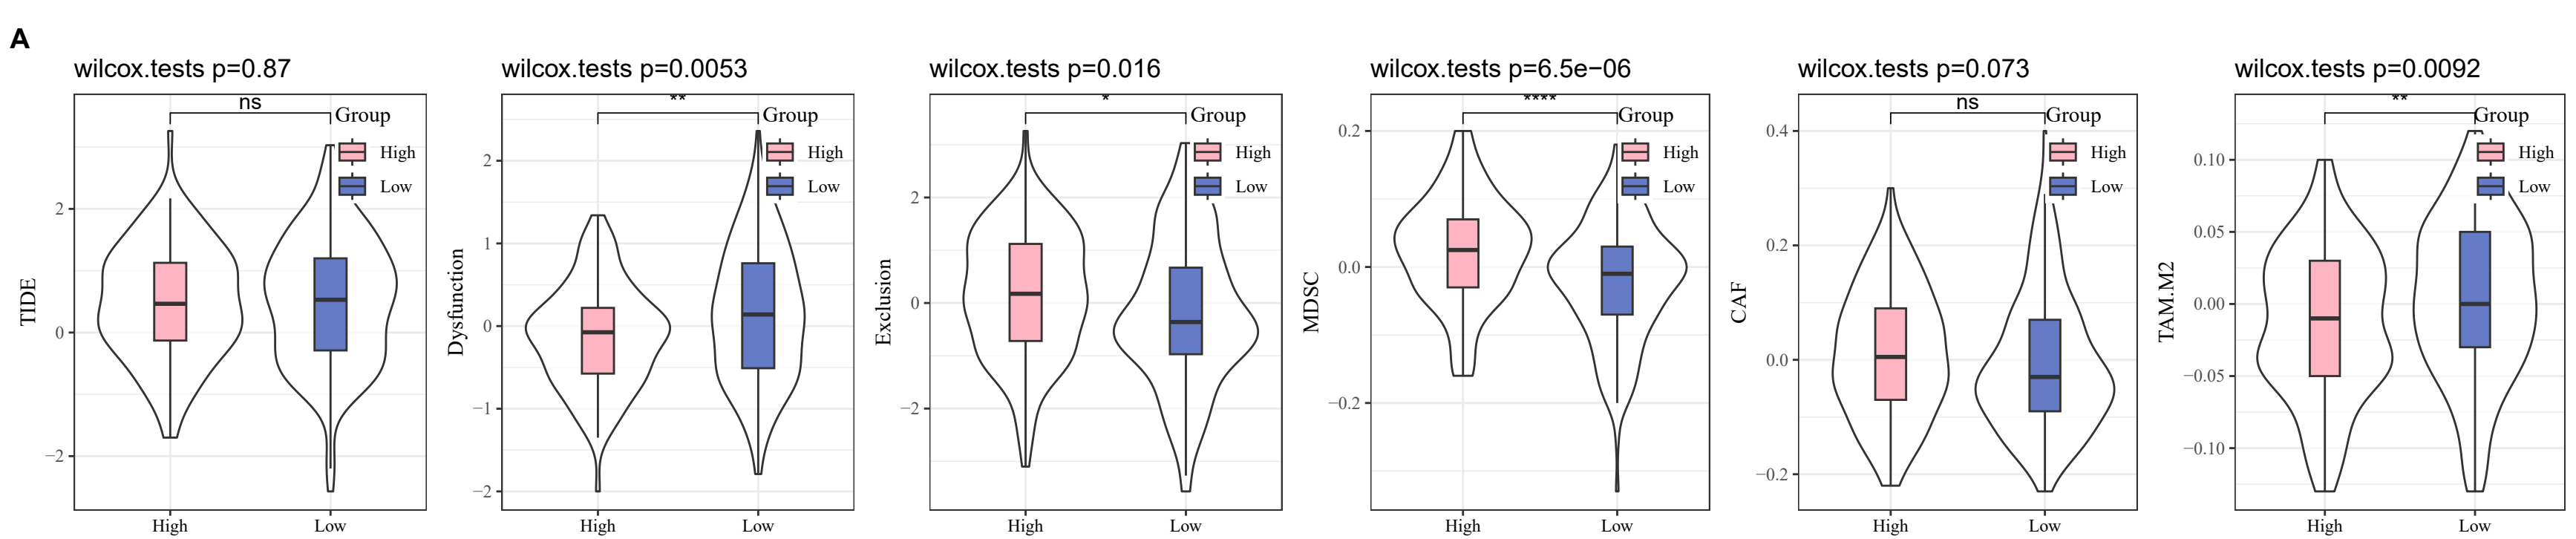 A
wilcox.tests p=0.87
ns
Group
High
Low
TIDE
2
0
−2
High
Low
wilcox.tests p=0.0053
**
Group
High
Low
Dysfunction
2
1
0
−1
−2
High
Low
wilcox.tests p=0.016
*
Group
High
Low
Exclusion
2
0
−2
High
Low
wilcox.tests p=6.5e−06
****
Group
High
Low
MDSC
0.2
0.0
−0.2
High
Low
wilcox.tests p=0.073
ns
Group
High
Low
CAF
0.4
0.2
0.0
−0.2
High
Low
wilcox.tests p=0.0092
**
Group
High
Low
TAM.M2
0.10
0.05
0.00
−0.05
−0.10
High
Low